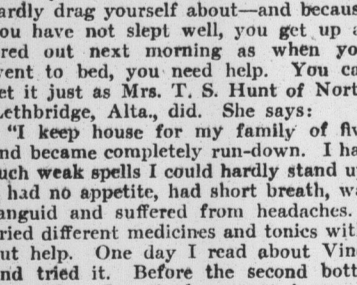 ardly drag yourself about—and becaus
ou have not slept well, you get up a
red out next morning as when yo
vent to bed, you need help. You ca
et it just as Mrs. T. S. Hunt of Nort
ethbridge, Alta., did. She says:
"I keep house for my family of fiv
nd became completely run-down. I ha
uch weak spells I could hardly stand u
had no appetite, had short breath, wa
anguid and suffered from headaches.
ried different medicines and tonics wit
ut help. One day I read about Vin
nd tried it. Before the second bott